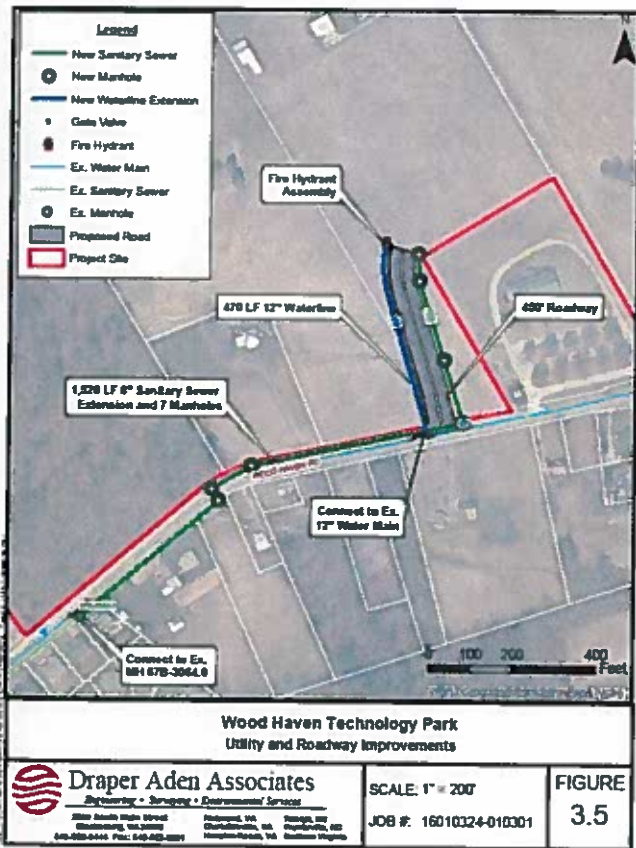 N
Legend
New Sanitary Sewer
New Manhole
New Waterline Extension
Gate Valve
Fire Hydrant
Ex. Water Main
Ex. Sanitary Sewer
Ex. Manhole
Proposed Road
Project Site
Fire Hydrant
Assembly
470 LF 12" Waterline
400' Roadway
1,520 LF 8" Sanitary Sewer
Extension and 7 Manholes
Connect to Ex.
12" Water Main
Connect to Ex.
0 100 200 400
Feet
Wood Haven Technology Park
Utility and Roadway Improvements
Draper Aden Associates
Engineering • Surveying • Environmental Services
SCALE: 1" = 200'
JOB #: 16010324-010301
FIGURE
3.5